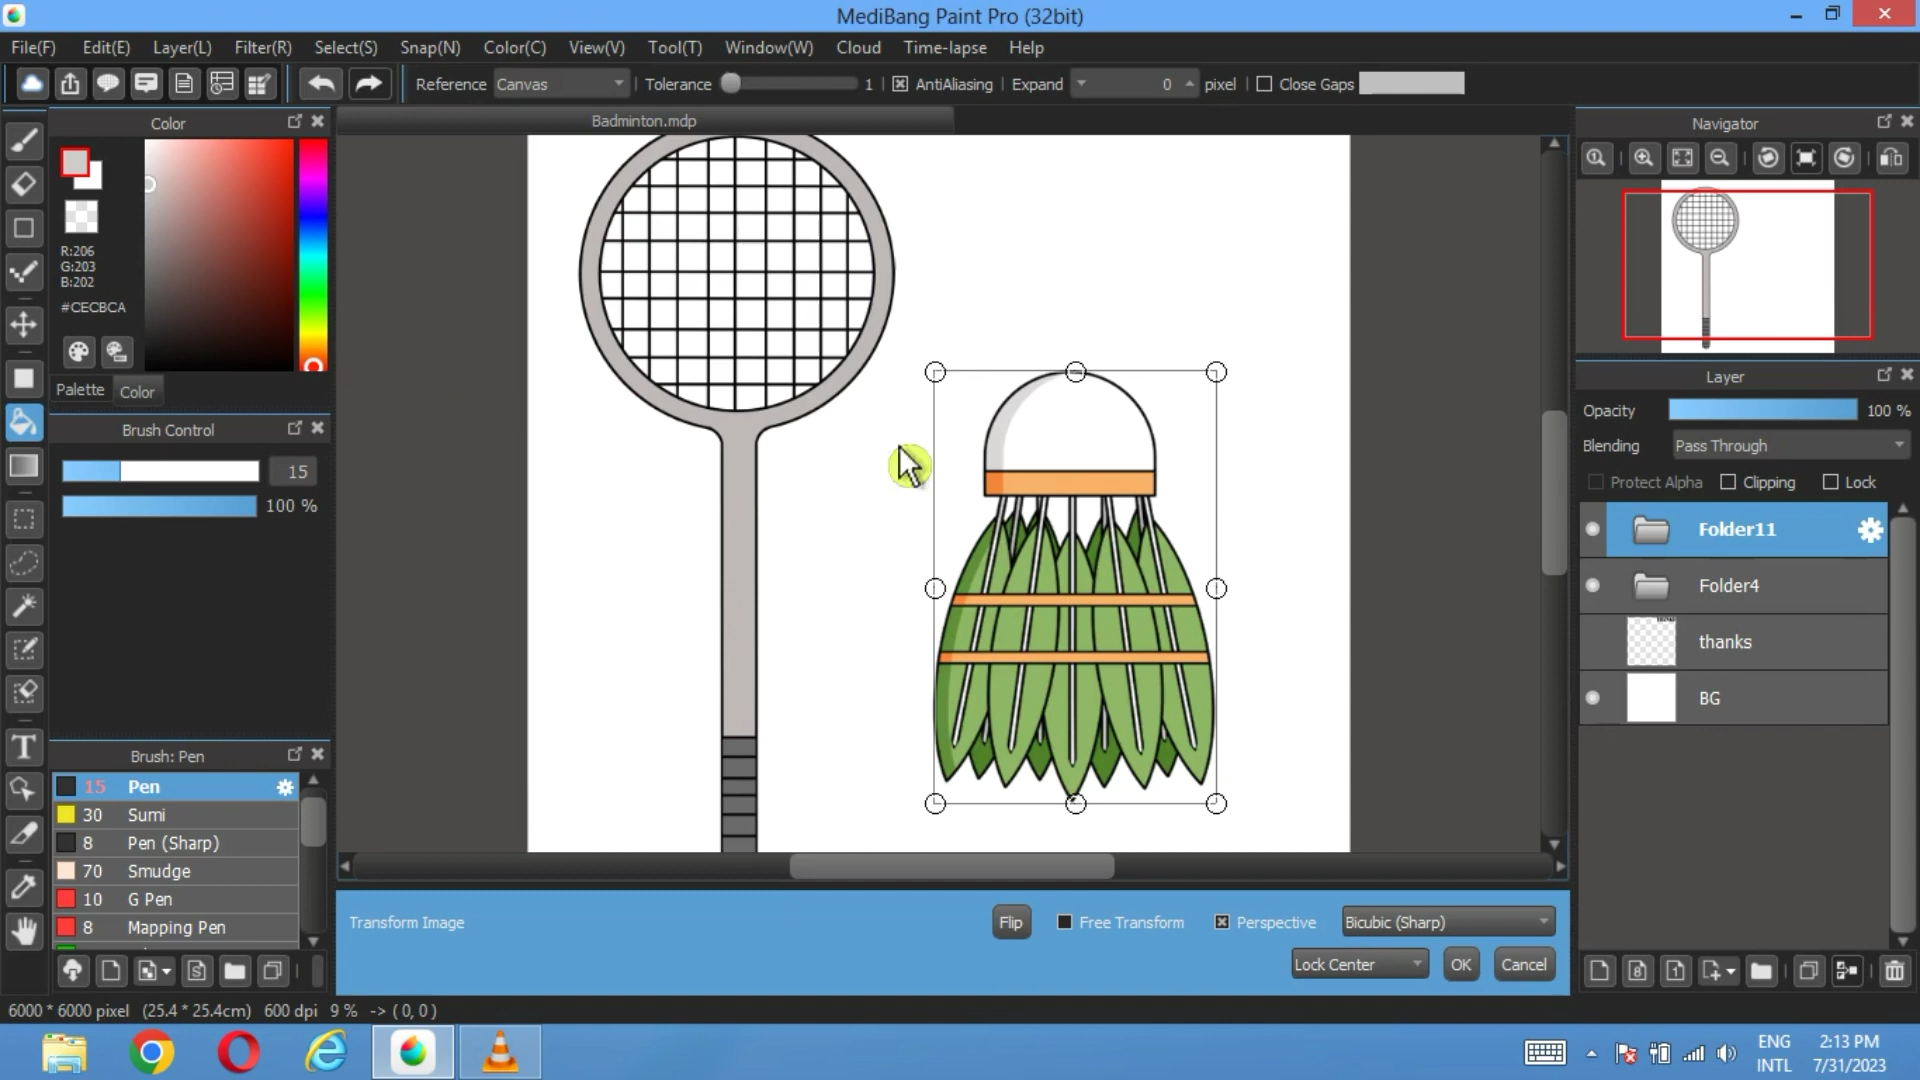 MediBang Paint Pro (32bit)
File(F) Edit(E) Layer(L) Filter(R) Select(S) Snap(N) Color(C) View(V) Tool(T) Window(W) Cloud Time-lapse Help
Reference Canvas Tolerance 1 AntiAliasing Expand 0 pixel Close Gaps
Color
Badminton.mdp
Navigator
R:206
G:203
B:202
#CECBCA
Palette Color
Layer
Opacity 100 %
Brush Control
Blending Pass Through
15
Protect Alpha Clipping Lock
100 %
Folder11
Folder4
thanks
BG
Brush: Pen
15 Pen
30 Sumi
8 Pen (Sharp)
70 Smudge
10 G Pen
8 Mapping Pen
Transform Image Flip Free Transform Perspective Bicubic (Sharp)
Lock Center OK Cancel
6000 * 6000 pixel (25.4 * 25.4cm) 600 dpi 9 % -> ( 0, 0 )
ENG 2:13 PM
INTL 7/31/2023